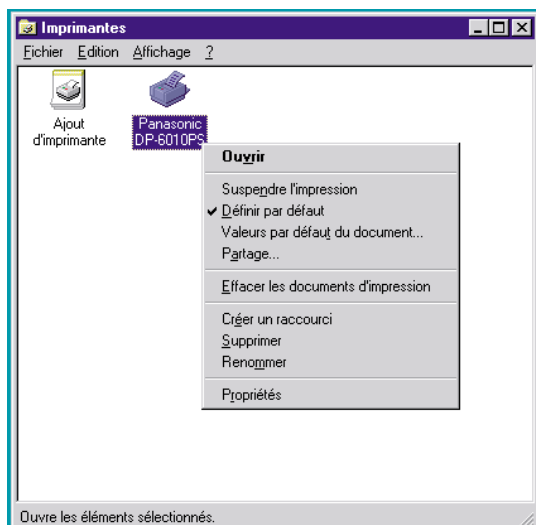 Imprimantes
Fichier Edition Affichage ?
Ajout
d'imprimante
Panasonic
DP-6010PS
Ouvrir
Suspendre l'impression
Définir par défaut
Valeurs par défaut du document...
Partage...
Effacer les documents d'impression
Créer un raccourci
Supprimer
Renommer
Propriétés
Ouvre les éléments sélectionnés.